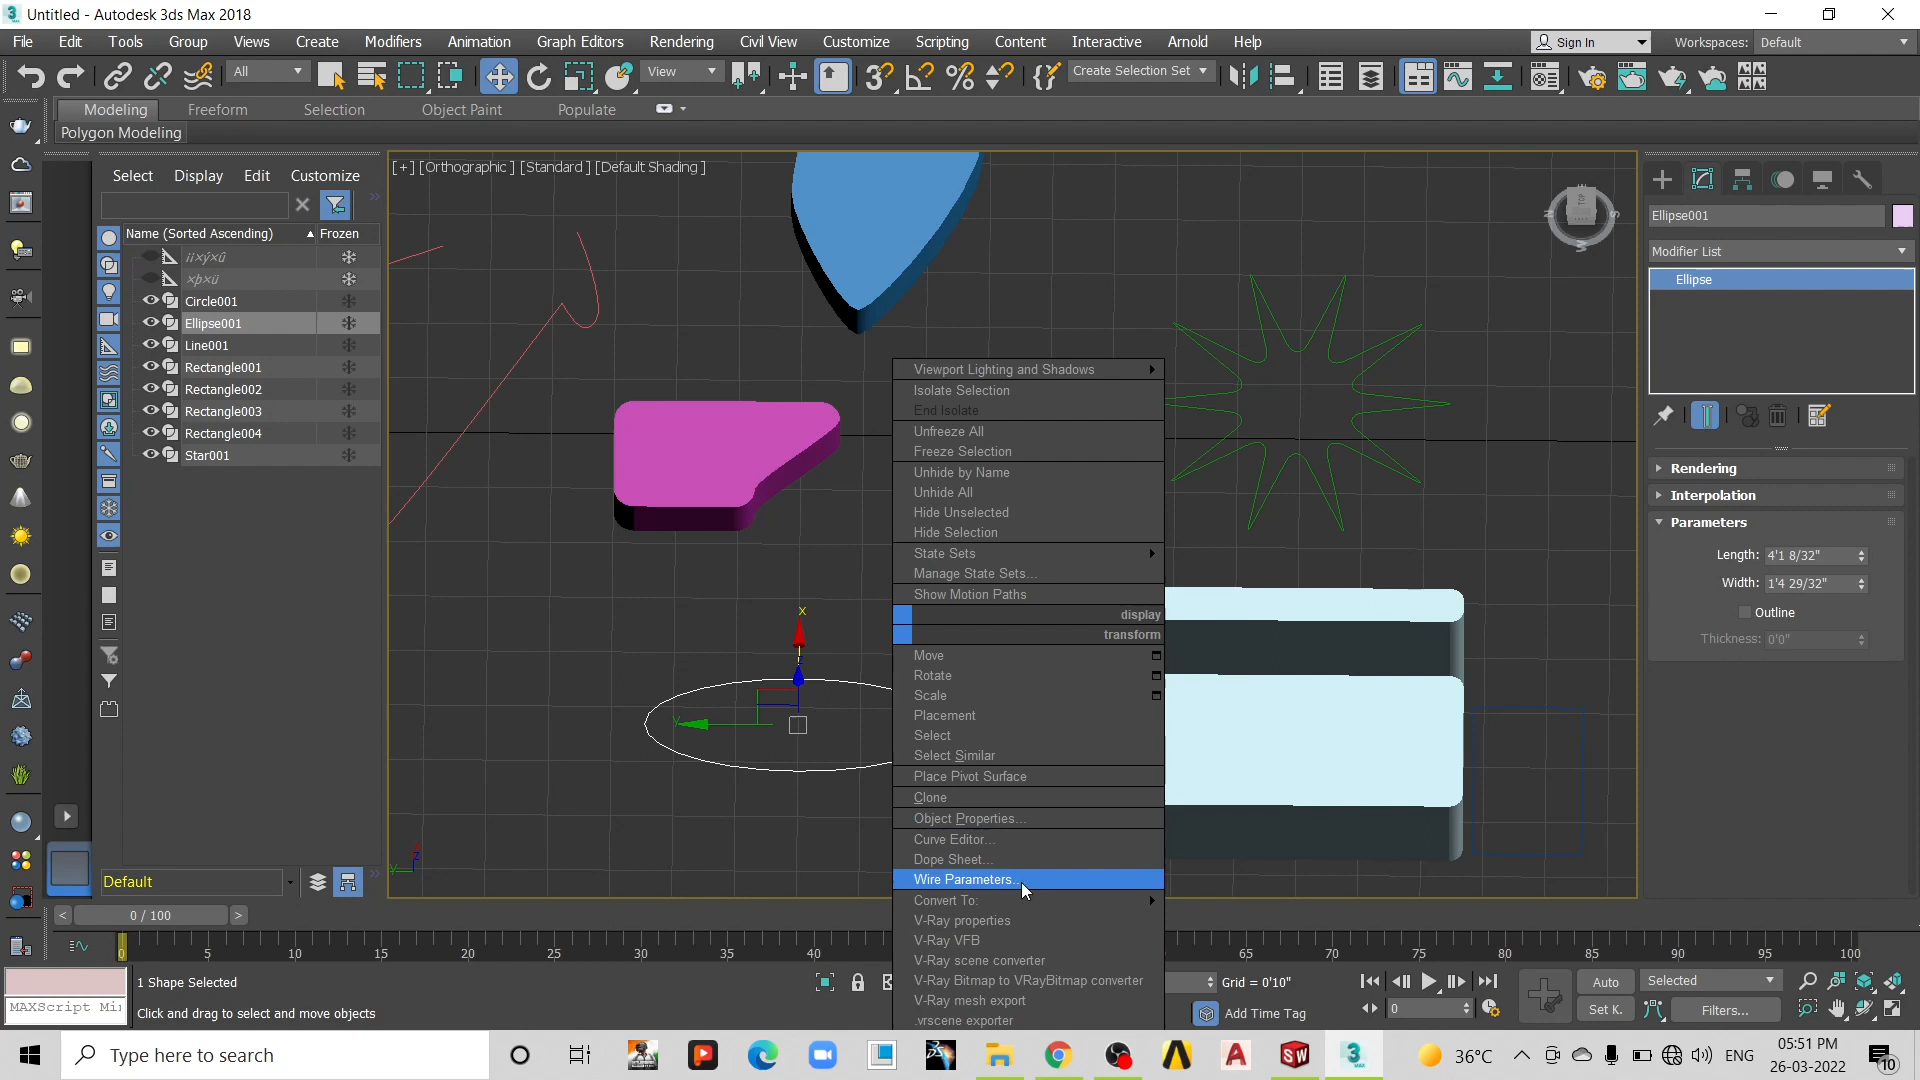 Untitled - Autodesk 3ds Max 2018
File Edit Tools Group Views Create Modifiers Animation Graph Editors Rendering Civil View Customize Scripting Content Interactive Arnold Help Sign In Workspaces: Default
All View Create Selection Set
Modeling Freeform Selection Object Paint Populate
Polygon Modeling
Select Display Edit Customize
[+] [Orthographic ] [Standard ] [Default Shading ]
Name (Sorted Ascending) Frozen
Circle001
Ellipse001
Line001
Rectangle001
Rectangle002
Rectangle003
Rectangle004
Star001
Default
TOP
N S W
x
y
Viewport Lighting and Shadows
Isolate Selection
End Isolate
Unfreeze All
Freeze Selection
Unhide by Name
Unhide All
Hide Unselected
Hide Selection
State Sets
Manage State Sets...
Show Motion Paths
display
transform
Move
Rotate
Scale
Placement
Select
Select Similar
Place Pivot Surface
Clone
Object Properties...
Curve Editor...
Dope Sheet...
Wire Parameters...
Convert To:
V-Ray properties
V-Ray VFB
V-Ray scene converter
V-Ray Bitmap to VRayBitmap converter
V-Ray mesh export
.vrscene exporter
Ellipse001
Modifier List
Ellipse
Rendering
Interpolation
Parameters
Length: 4'1 8/32"
Width: 1'4 29/32"
Outline
Thickness: 0'0"
< 0 / 100 >
0 5 10 15 20 25 30 35 40 65 70 75 80 85 90 95 100
1 Shape Selected
MAXScript Mi
Click and drag to select and move objects
Grid = 0'10"
Add Time Tag
Auto Selected
0 Set K. Filters...
Type here to search
36°C ENG 05:51 PM
26-03-2022
10